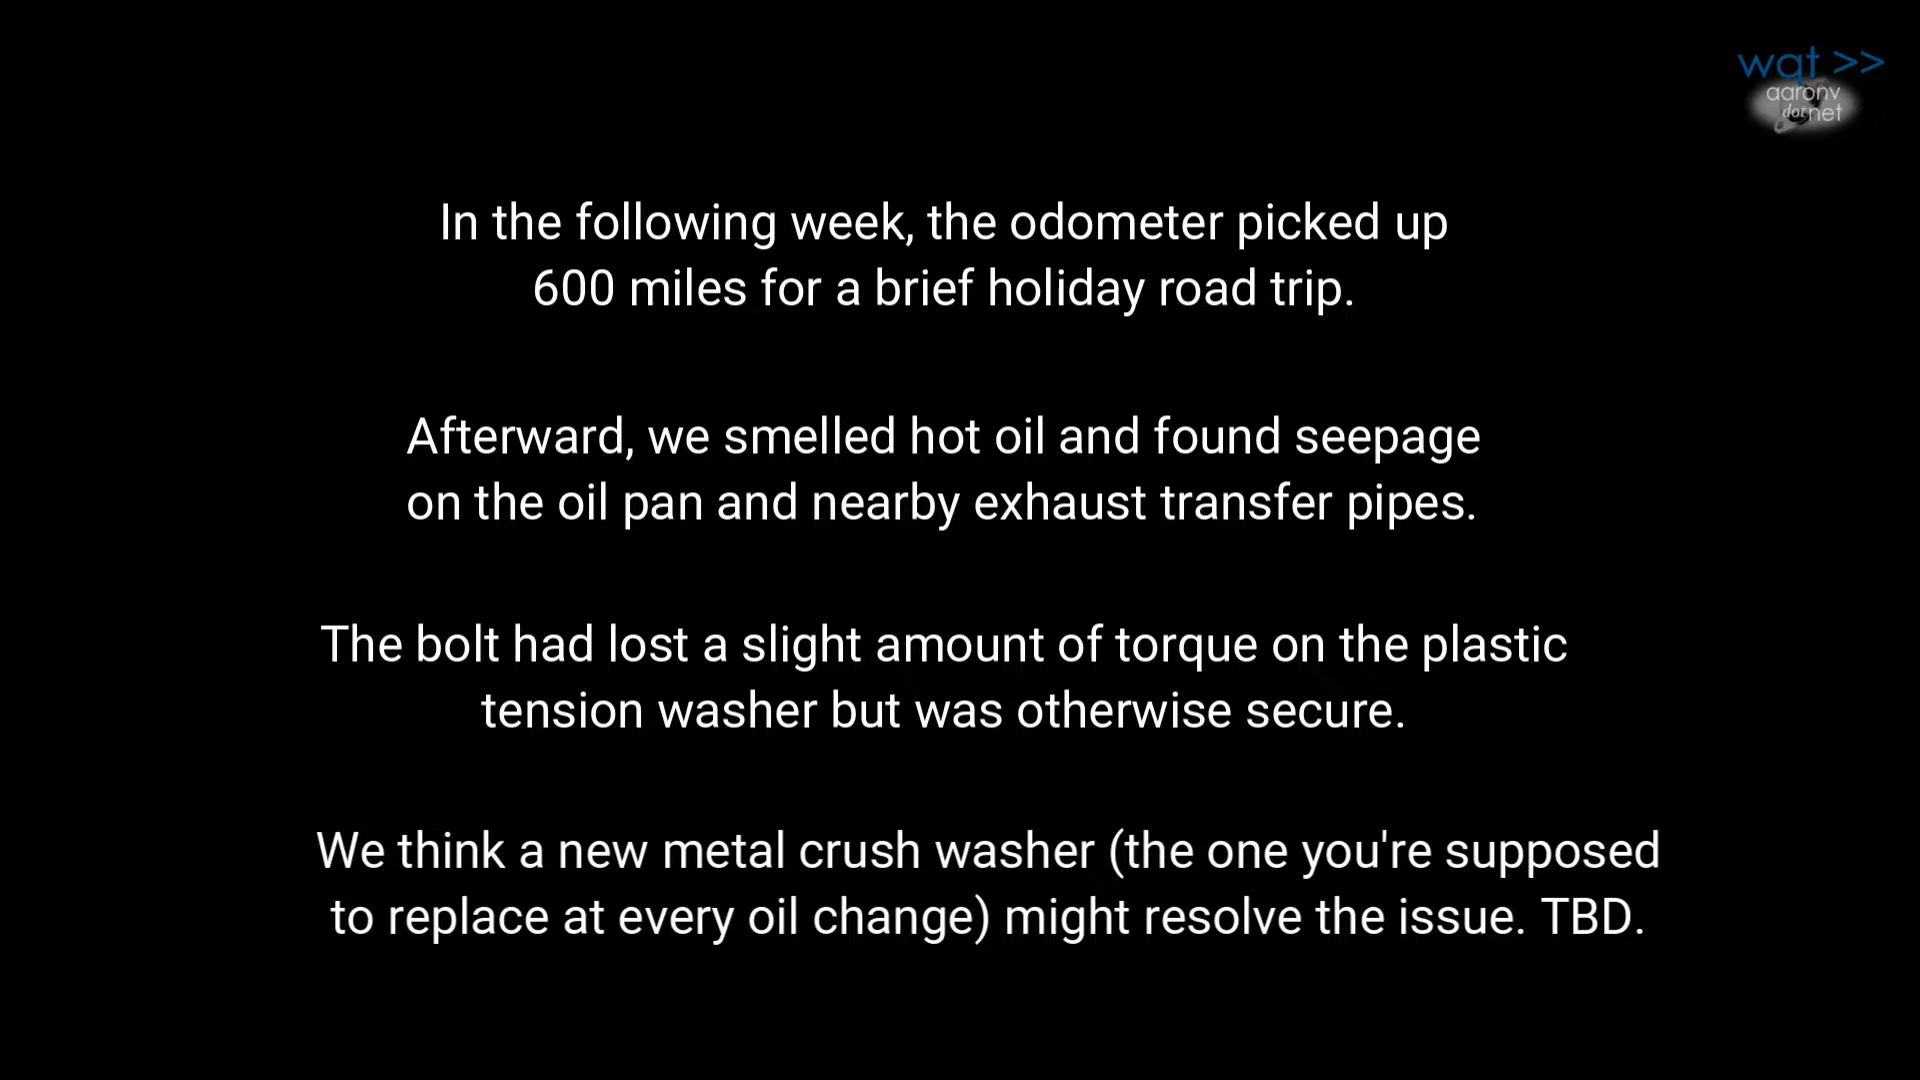 wqt >>
aaronv
dotnet
In the following week, the odometer picked up
600 miles for a brief holiday road trip.
Afterward, we smelled hot oil and found seepage
on the oil pan and nearby exhaust transfer pipes.
The bolt had lost a slight amount of torque on the plastic
tension washer but was otherwise secure.
We think a new metal crush washer (the one you're supposed
to replace at every oil change) might resolve the issue. TBD.